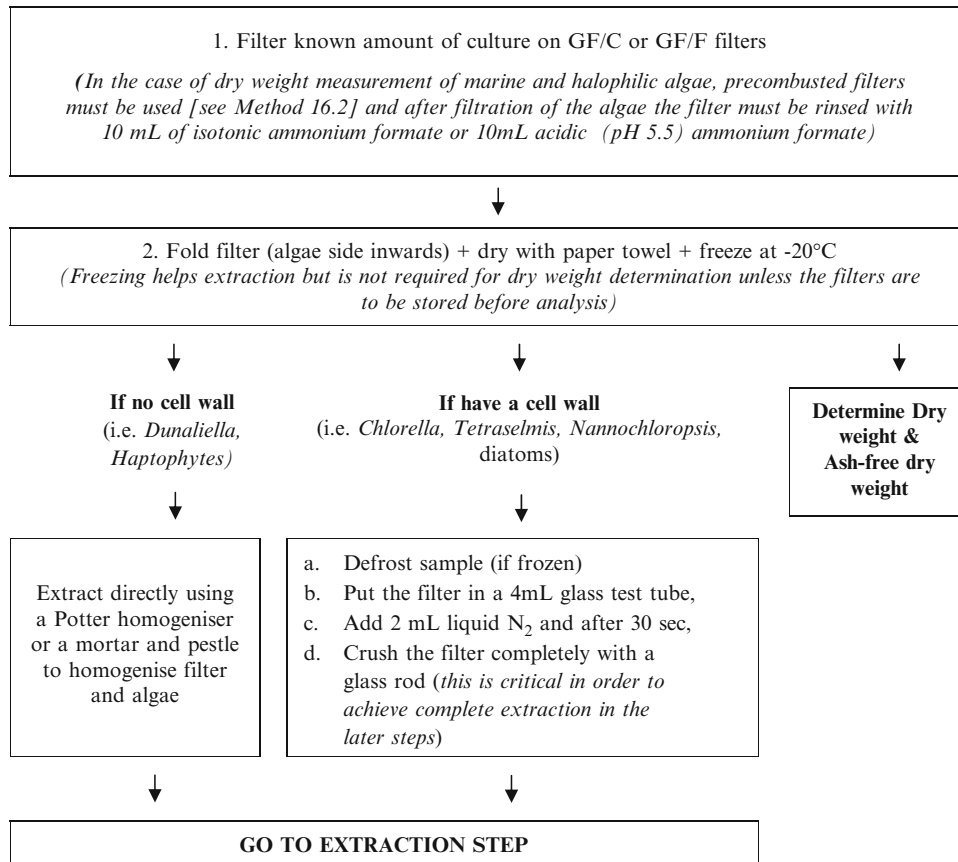 1. Filter known amount of culture on GF/C or GF/F filters
(In the case of dry weight measurement of marine and halophilic algae, precombusted filters
must be used [see Method 16.2] and after filtration of the algae the filter must be rinsed with
10 mL of isotonic ammonium formate or 10mL acidic (pH 5.5) ammonium formate)
2. Fold filter (algae side inwards) + dry with paper towel + freeze at -20°C
(Freezing helps extraction but is not required for dry weight determination unless the filters are
to be stored before analysis)
If no cell wall
(i.e. Dunaliella,
Haptophytes)
If have a cell wall
(i.e. Chlorella, Tetraselmis, Nannochloropsis,
diatoms)
Determine Dry
weight &
Ash-free dry
weight
Extract directly using
a Potter homogeniser
or a mortar and pestle
to homogenise filter
and algae
a. Defrost sample (if frozen)
b. Put the filter in a 4mL glass test tube,
c. Add 2 mL liquid N₂ and after 30 sec,
d. Crush the filter completely with a
glass rod (this is critical in order to
achieve complete extraction in the
later steps)
GO TO EXTRACTION STEP